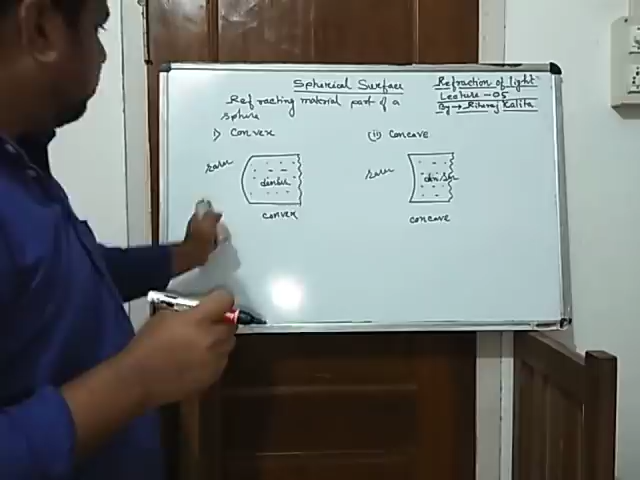 Spherical Surface
Refraction of light
Lecture - 05
By → Rituraj Kalita
Refracting material part of a
sphere
i) Convex
(ii) Concave
rarer
denser
rarer
denser
convex
concave